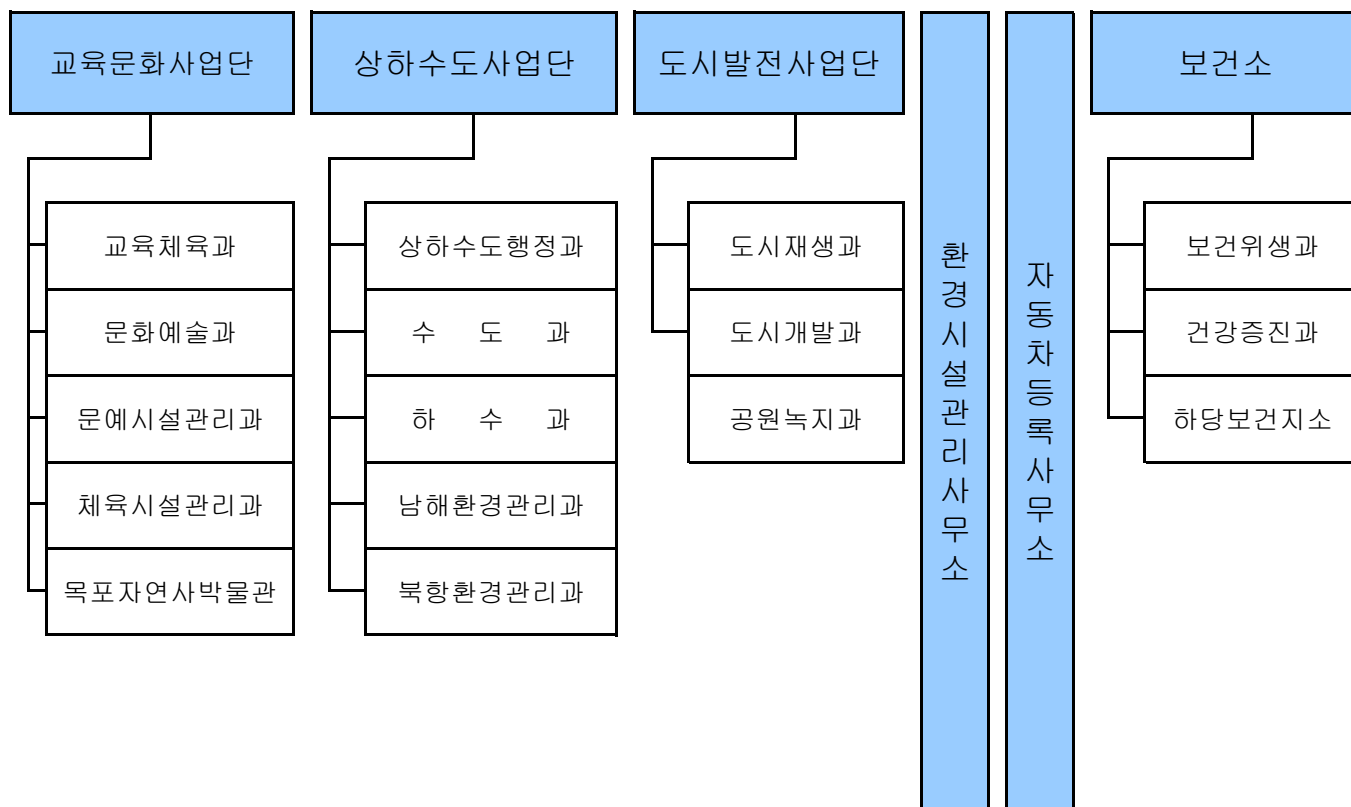 교육문화사업단
교육체육과
문화예술과
문예시설관리과
체육시설관리과
목포자연사박물관
상하수도사업단
상하수도행정과
수 도 과
하 수 과
남해환경관리과
북항환경관리과
도시발전사업단
도시재생과
도시개발과
공원녹지과
환경시설관리사무소
자동차등록사무소
보건소
보건위생과
건강증진과
하당보건지소